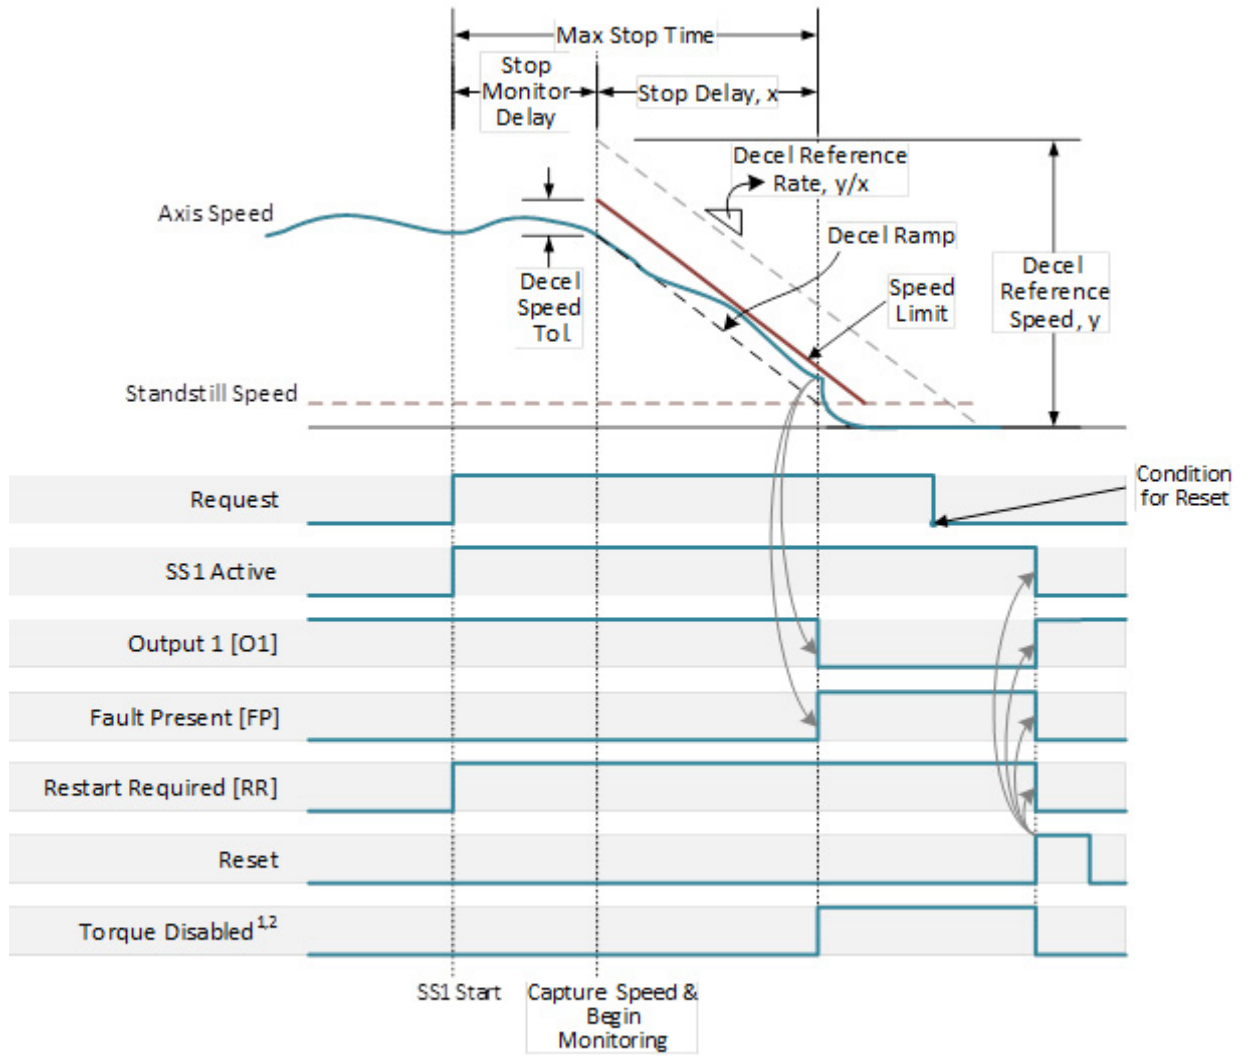 Max Stop Time
Stop
Monitor
Delay
Stop Delay, x
Decel Reference
Rate, y/x
Axis Speed
Decel Ramp
Decel
Speed
Tol.
Speed
Limit
Decel
Reference
Speed, y
Standstill Speed
Condition
for Reset
Request
SS1 Active
Output 1 [O1]
Fault Present [FP]
Restart Required [RR]
Reset
Torque Disabled1,2
SS1 Start
Capture Speed &
Begin
Monitoring